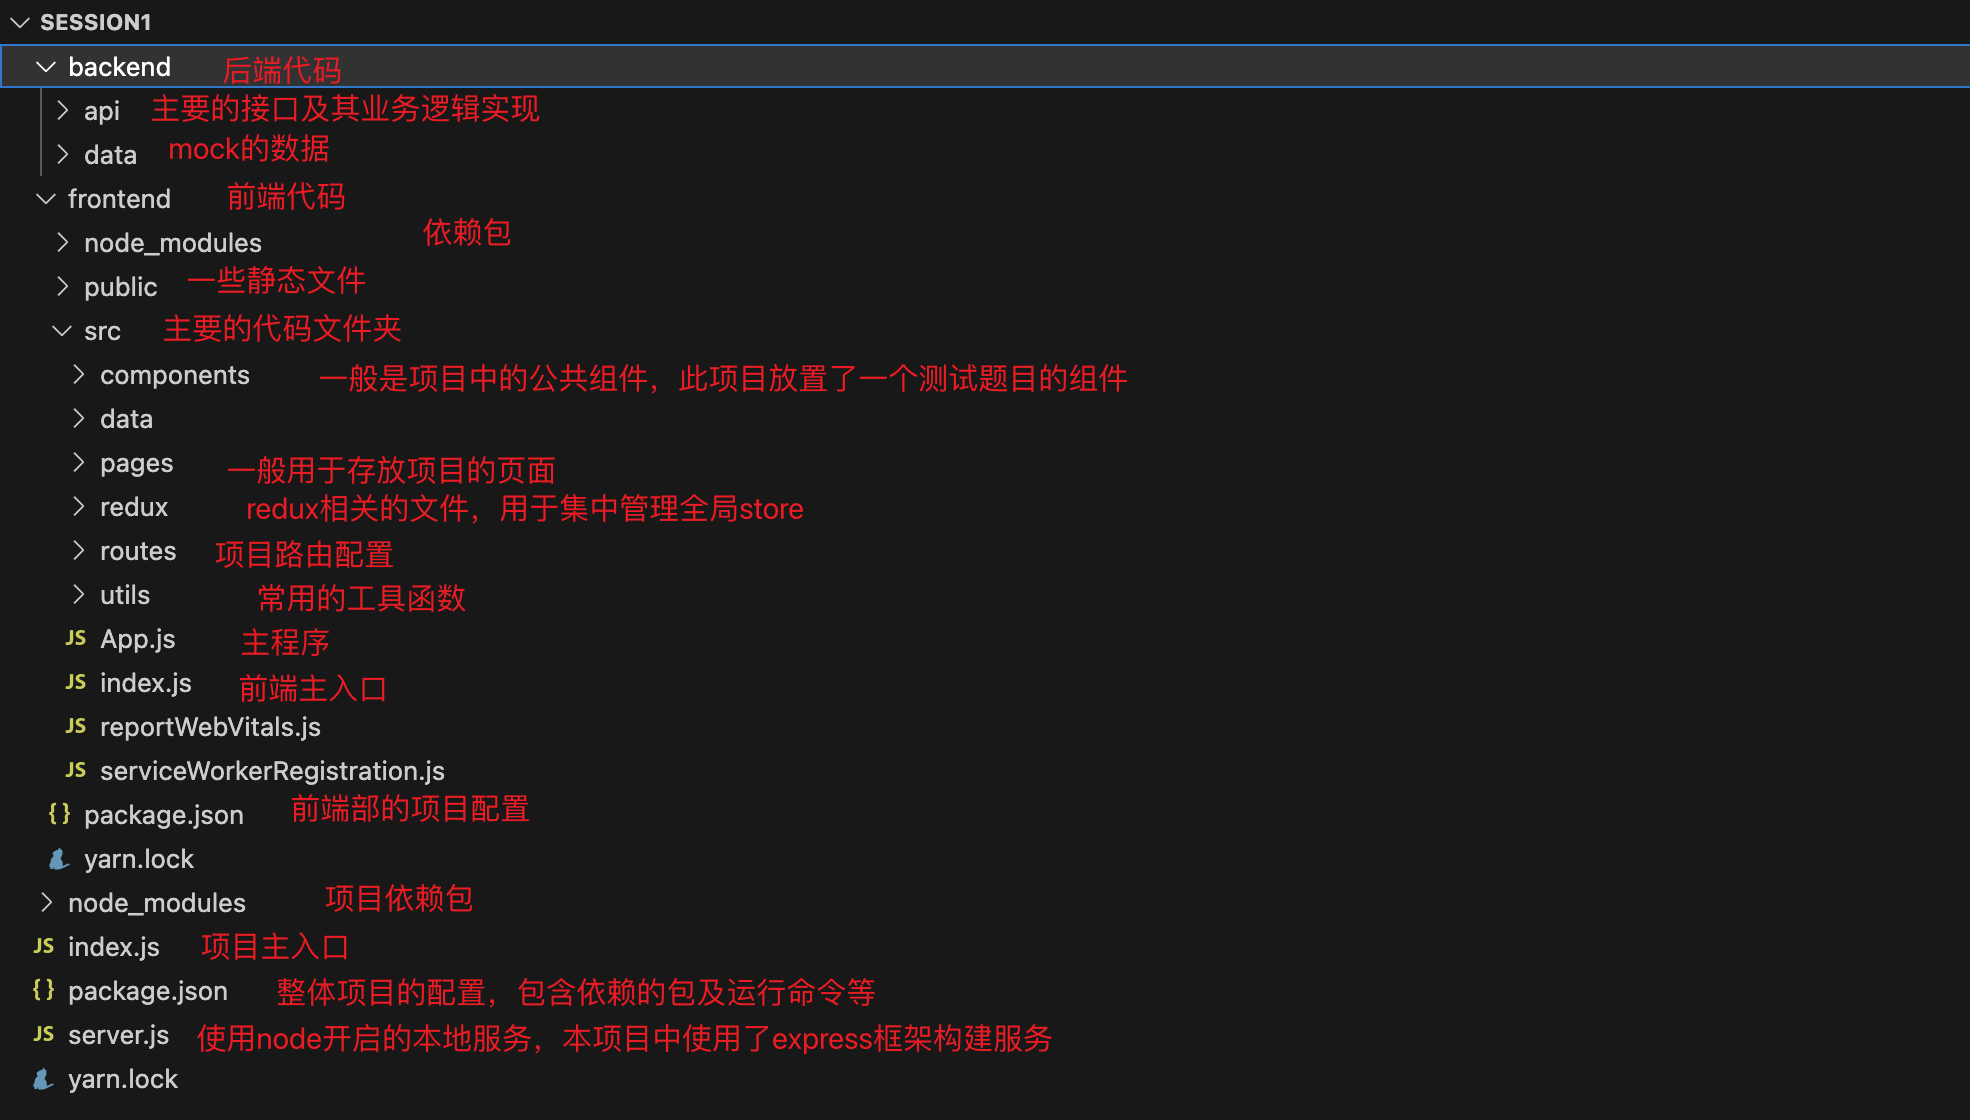 SESSION1
backend 后端代码
api 主要的接口及其业务逻辑实现
data mock的数据
frontend 前端代码
node_modules 依赖包
public 一些静态文件
src 主要的代码文件夹
components 一般是项目中的公共组件，此项目放置了一个测试题目的组件
data
pages 一般用于存放项目的页面
redux redux相关的文件，用于集中管理全局store
routes 项目路由配置
utils 常用的工具函数
JS App.js 主程序
JS index.js 前端主入口
JS reportWebVitals.js
JS serviceWorkerRegistration.js
{} package.json 前端部的项目配置
yarn.lock
node_modules 项目依赖包
JS index.js 项目主入口
{} package.json 整体项目的配置，包含依赖的包及运行命令等
JS server.js 使用node开启的本地服务，本项目中使用了express框架构建服务
yarn.lock